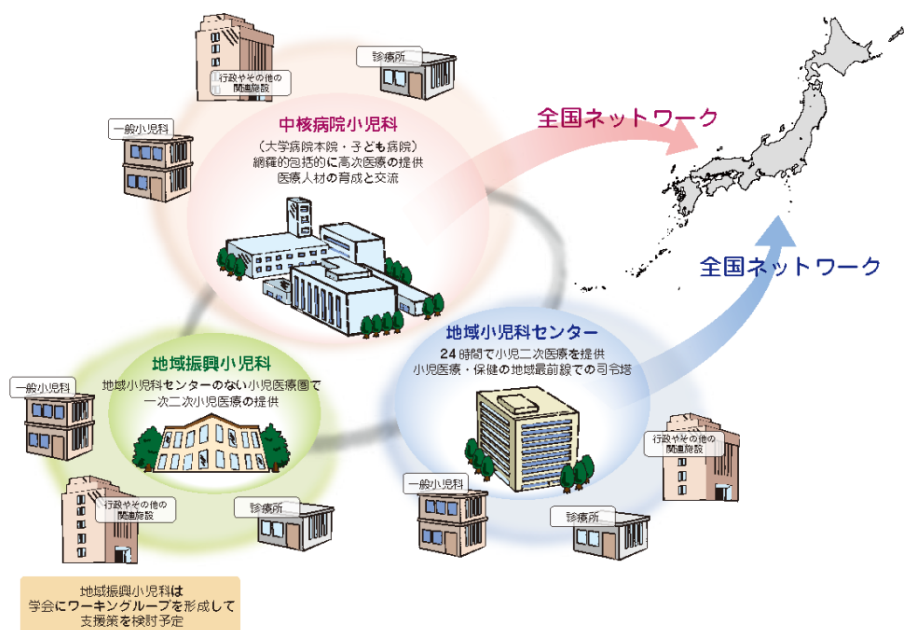 診療所
行政やその他の
関連施設
一般小児科
中核病院小児科
(大学病院本院・子ども病院)
網羅的包括的に高次医療の提供
医療人材の育成と交流
全国ネットワーク
全国ネットワーク
地域小児科センター
24時間で小児二次医療を提供
小児医療・保健の地域最前線での司令塔
地域振興小児科
地域小児科センターのない小児医療圏で
一次二次小児医療の提供
一般小児科
行政やその他の
関連施設
診療所
一般小児科
診療所
行政やその他の
関連施設
地域振興小児科は
学会にワーキンググループを形成して
支援策を検討予定